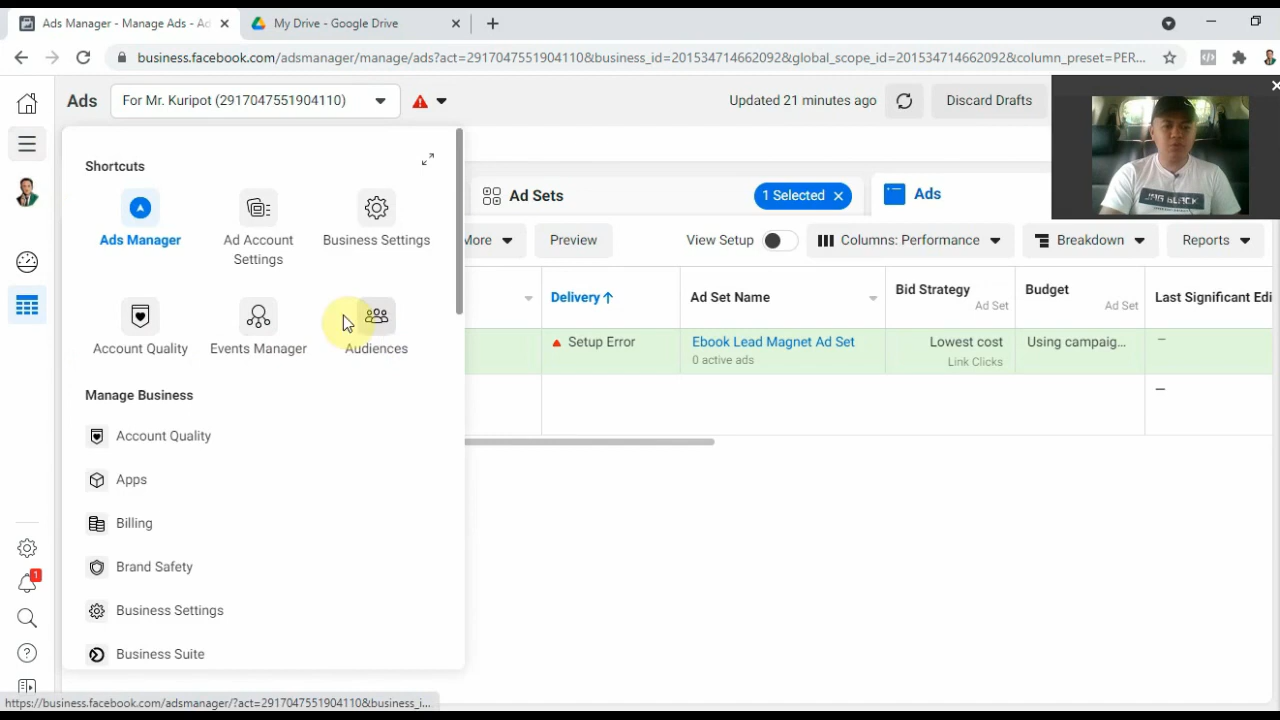 Ads Manager - Manage Ads - Ad
My Drive - Google Drive
business.facebook.com/adsmanager/manage/ads?act=2917047551904110&business_id=2015347146620928&global_scope_id=2015347146620928&column_preset=PER...
Ads
For Mr. Kuripot (2917047551904110)
Updated 21 minutes ago
Discard Drafts
Shortcuts
Ads Manager
Ad Account Settings
Business Settings
Account Quality
Events Manager
Audiences
Manage Business
Account Quality
Apps
Billing
Brand Safety
Business Settings
Business Suite
Ad Sets
1 Selected
Ads
More
Preview
View Setup
Columns: Performance
Breakdown
Reports
Delivery ↑
Ad Set Name
Bid Strategy
Ad Set
Budget
Ad Set
Last Significant Edi
Setup Error
Ebook Lead Magnet Ad Set
0 active ads
Lowest cost
Link Clicks
Using campaig...
—
—
1
https://business.facebook.com/adsmanager/?act=2917047551904110&business_i...